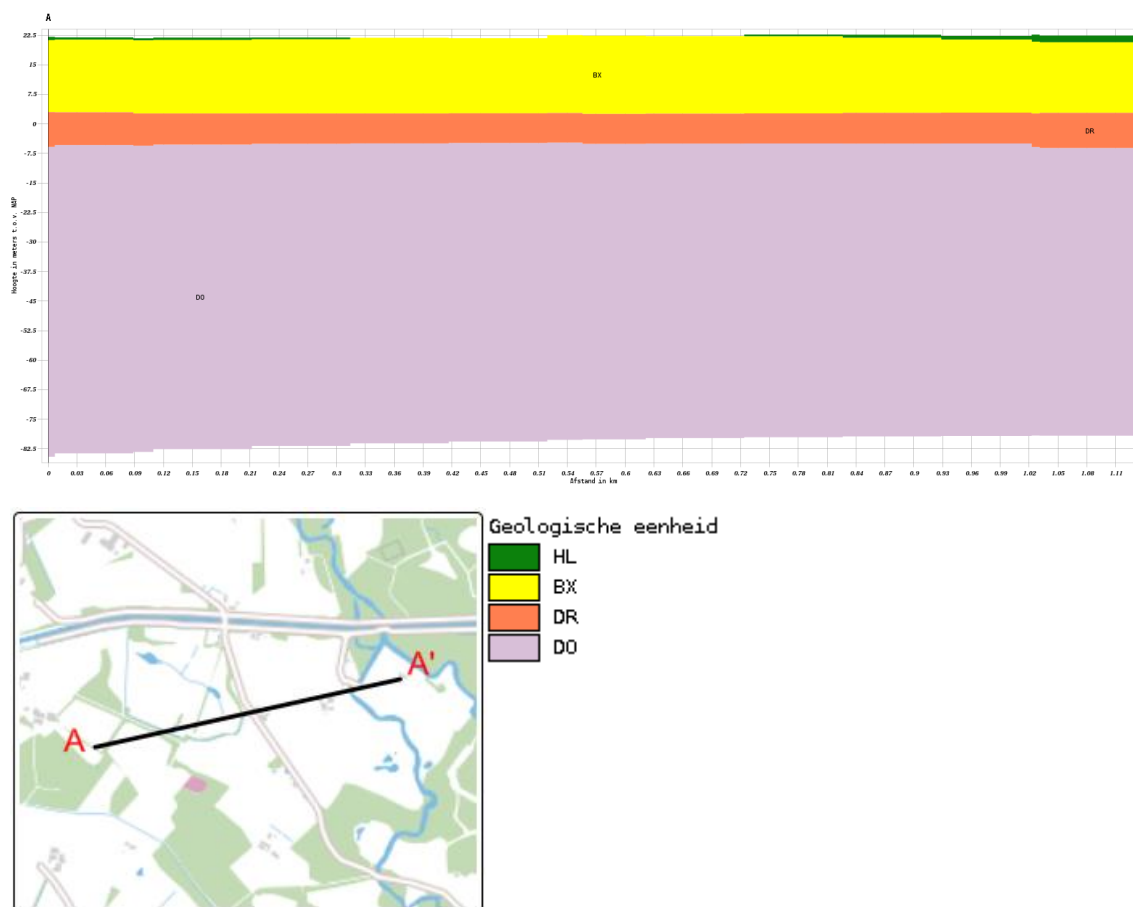 A
22.5
15
7.5
0
-7.5
-15
-22.5
-30
-37.5
-45
-52.5
-60
-67.5
-75
-82.5
Hoogte in meters t.o.v. NAP
BX
DR
DO
0 0.03 0.06 0.09 0.12 0.15 0.18 0.21 0.24 0.27 0.3 0.33 0.36 0.39 0.42 0.45 0.48 0.51 0.54 0.57 0.6 0.63 0.66 0.69 0.72 0.75 0.78 0.81 0.84 0.87 0.9 0.93 0.96 0.99 1.02 1.05 1.08 1.11
Afstand in km
A'
A
Geologische eenheid
HL
BX
DR
DO